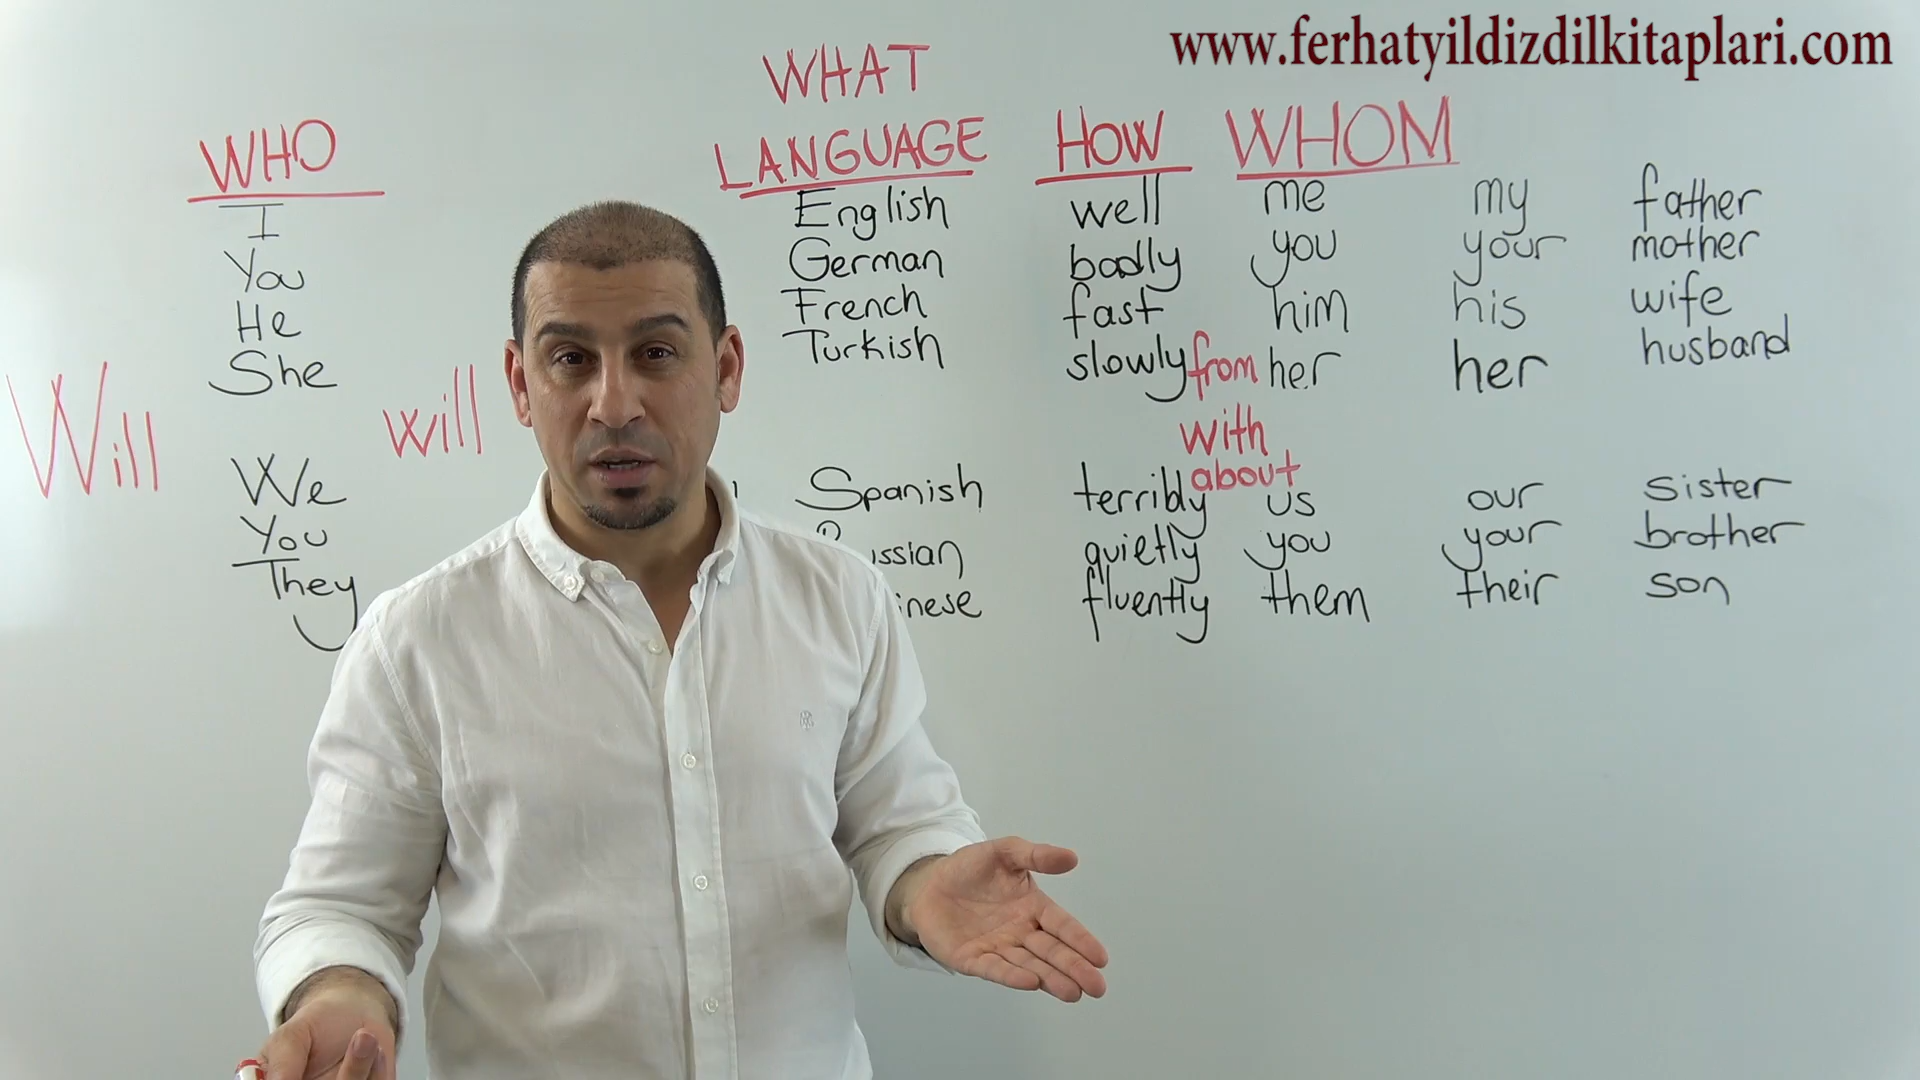 www.ferhatyildizdilkitaplari.com
WHAT
WHO LANGUAGE HOW WHOM
I English well me my father
You German badly you your mother
He French fast him his wife
She Turkish slowly from her her husband
Will will with
about
We Spanish terribly us our sister
You quietly you your brother
They fluently them their son